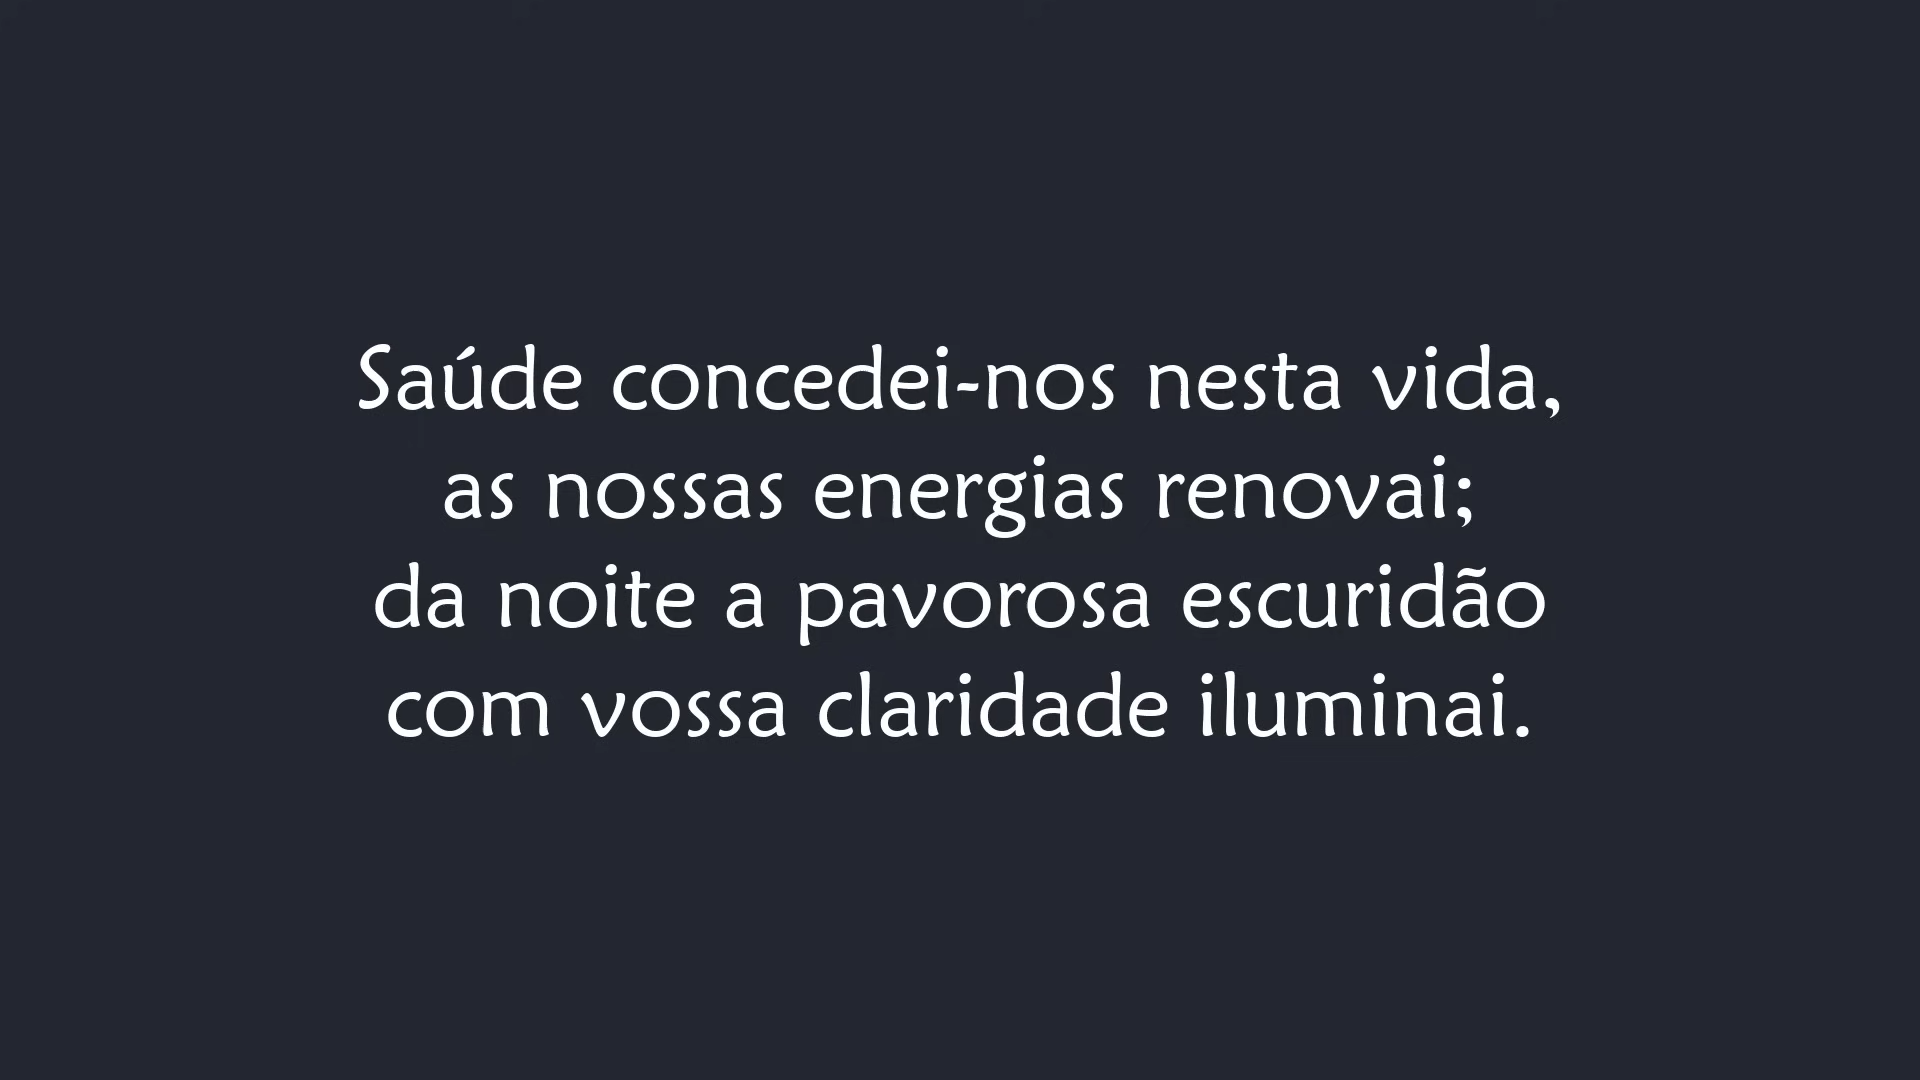 Saúde concedei-nos nesta vida,
as nossas energias renovai;
da noite a pavorosa escuridão
com vossa claridade iluminai.